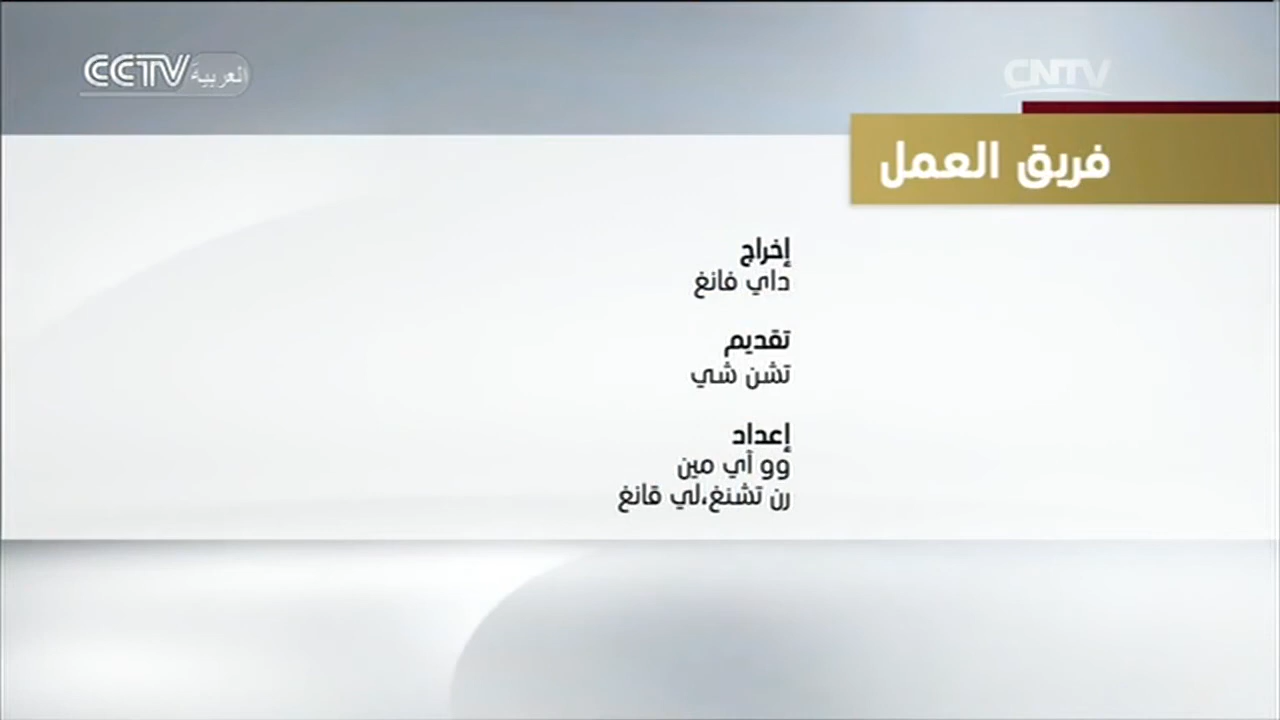 CCTV العربية
CNTV
فريق العمل
إخراج
داي فانغ
تقديم
تشن شي
إعداد
وو آي مين
رن تشنغ،لي قانغ